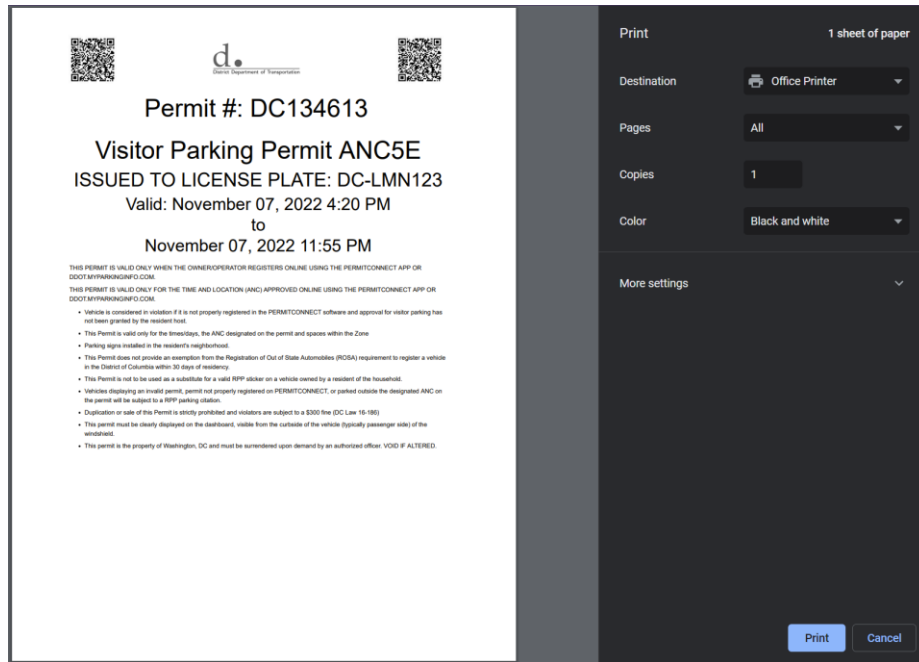 d.
District Department of Transportation
Permit #: DC134613
Visitor Parking Permit ANC5E
ISSUED TO LICENSE PLATE: DC-LMN123
Valid: November 07, 2022 4:20 PM
to
November 07, 2022 11:55 PM
THIS PERMIT IS VALID ONLY WHEN THE OWNER/OPERATOR REGISTERS ONLINE USING THE PERMITCONNECT APP OR
DDOT.MYPARKINGINFO.COM.
THIS PERMIT IS VALID ONLY FOR THE TIME AND LOCATION (ANC) APPROVED ONLINE USING THE PERMITCONNECT APP OR
DDOT.MYPARKINGINFO.COM.
• Vehicle is considered in violation if it is not properly registered in the PERMITCONNECT software and approval for visitor parking has
not been granted by the resident host.
• This Permit is valid only for the times/days, the ANC designated on the permit and spaces within the Zone
• Parking signs installed in the resident's neighborhood.
• This Permit does not provide an exemption from the Registration of Out of State Automobiles (ROSA) requirement to register a vehicle
in the District of Columbia within 30 days of residency.
• This Permit is not to be used as a substitute for a valid RPP sticker on a vehicle owned by a resident of the household.
• Vehicles displaying an invalid permit, permit not properly registered on PERMITCONNECT, or parked outside the designated ANC on
the permit will be subject to a RPP parking citation.
• Duplication or sale of this Permit is strictly prohibited and violators are subject to a $300 fine (DC Law 16-186)
• This permit must be clearly displayed on the dashboard, visible from the curbside of the vehicle (typically passenger side) of the
windshield.
• This permit is the property of Washington, DC and must be surrendered upon demand by an authorized officer. VOID IF ALTERED.
Print 1 sheet of paper
Destination Office Printer
Pages All
Copies 1
Color Black and white
More settings
Print Cancel